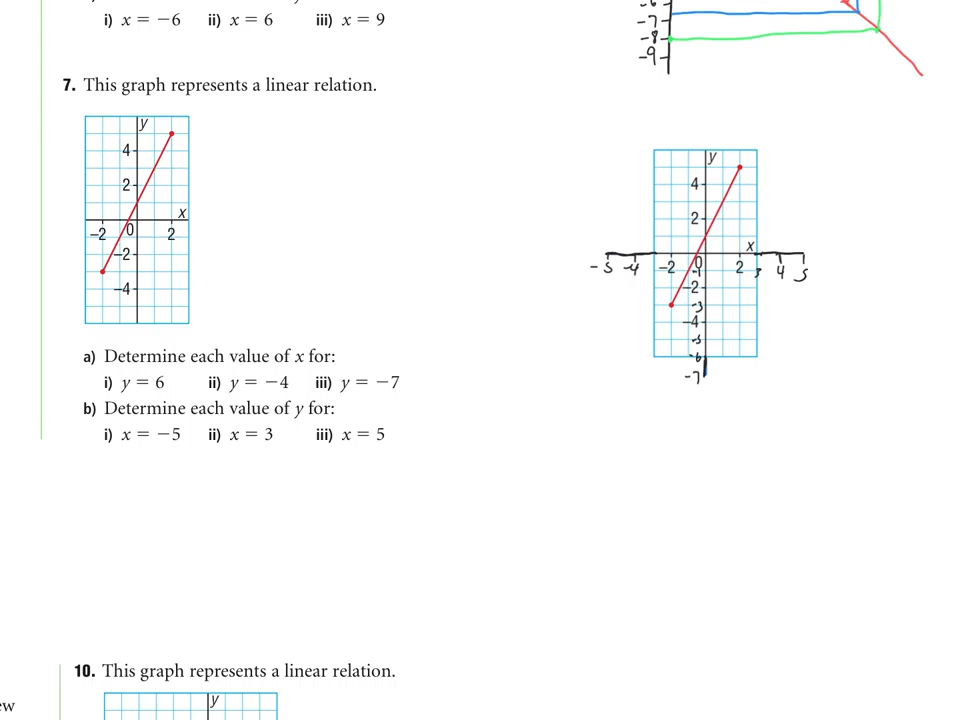 i) x = −6 ii) x = 6 iii) x = 9
-7
-8
-9
7. This graph represents a linear relation.
y
4
2
x
−2 0 2
−2
−4
y
4
2
x
-5 -4 −2 0 2 3 4 5
-1
−2
-3
−4
-5
-6
-7
a) Determine each value of x for:
i) y = 6 ii) y = −4 iii) y = −7
b) Determine each value of y for:
i) x = −5 ii) x = 3 iii) x = 5
10. This graph represents a linear relation.
y
ew